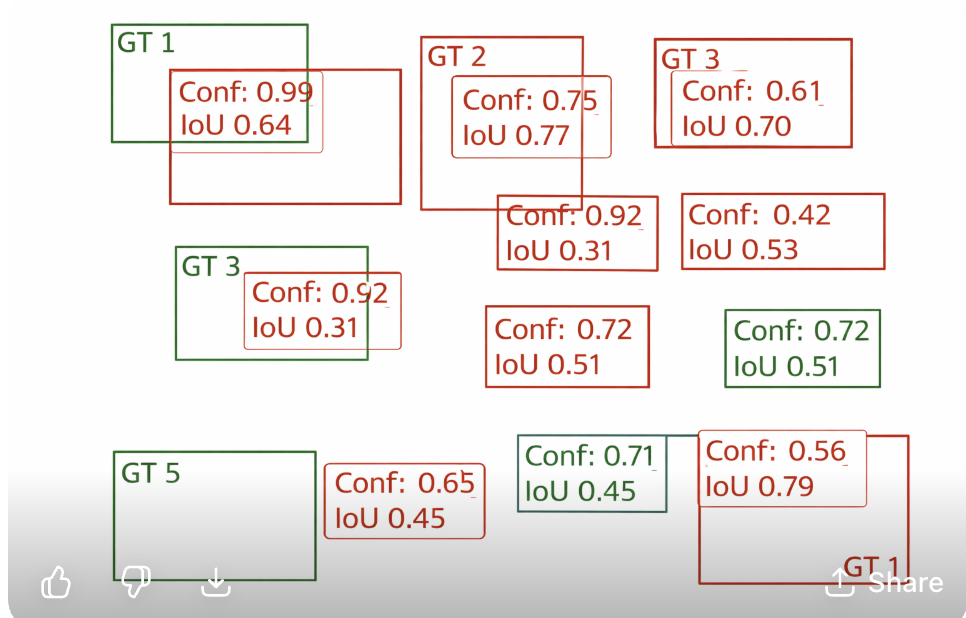 GT 1
Conf: 0.99
IoU 0.64
GT 2
Conf: 0.75
IoU 0.77
GT 3
Conf: 0.61
IoU 0.70
Conf: 0.92
IoU 0.31
Conf: 0.42
IoU 0.53
GT 3
Conf: 0.92
IoU 0.31
Conf: 0.72
IoU 0.51
Conf: 0.72
IoU 0.51
GT 5
Conf: 0.65
IoU 0.45
Conf: 0.71
IoU 0.45
Conf: 0.56
IoU 0.79
GT 1
Share